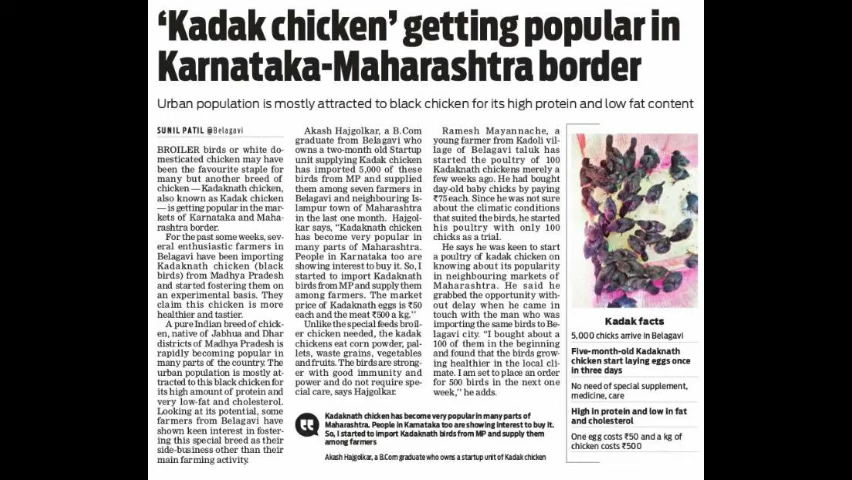 ‘Kadak chicken’ getting popular in
Karnataka-Maharashtra border
Urban population is mostly attracted to black chicken for its high protein and low fat content
SUNIL PATIL @Belagavi
BROILER birds or white do-
mesticated chicken may have
been the favourite staple for
many but another breed of
chicken — Kadaknath chicken,
also known as Kadak chicken
— is getting popular in the mar-
kets of Karnataka and Maha-
rashtra border.
For the past some weeks, sev-
eral enthusiastic farmers in
Belagavi have been importing
Kadaknath chicken (black
birds) from Madhya Pradesh
and started fostering them on
an experimental basis. They
claim this chicken is more
healthier and tastier.
A pure Indian breed of chick-
en, native of Jabhua and Dhar
districts of Madhya Pradesh is
rapidly becoming popular in
many parts of the country. The
urban population is mostly at-
tracted to this black chicken for
its high amount of protein and
very low-fat and cholesterol.
Looking at its potential, some
farmers from Belagavi have
shown keen interest in foster-
ing this special breed as their
side-business other than their
main farming activity.
Akash Hajgolkar, a B.Com
graduate from Belagavi who
owns a two-month old Startup
unit supplying Kadak chicken
has imported 5,000 of these
birds from MP and supplied
them among seven farmers in
Belagavi and neighbouring Is-
lampur town of Maharashtra
in the last one month. Hajgol-
kar says, “Kadaknath chicken
has become very popular in
many parts of Maharashtra.
People in Karnataka too are
showing interest to buy it. So, I
started to import Kadaknath
birds from MP and supply them
among farmers. The market
price of Kadaknath eggs is ₹50
each and the meat ₹500 a kg.”
Unlike the special feeds broil-
er chicken needed, the kadak
chickens eat corn powder, pal-
lets, waste grains, vegetables
and fruits. The birds are strong-
er with good immunity and
power and do not require spe-
cial care, says Hajgolkar.
Ramesh Mayannache, a
young farmer from Kadoli vil-
lage of Belagavi taluk has
started the poultry of 100
Kadaknath chickens merely a
few weeks ago. He had bought
day-old baby chicks by paying
₹75 each. Since he was not sure
about the climatic conditions
that suited the birds, he started
his poultry with only 100
chicks as a trial.
He says he was keen to start
a poultry of kadak chicken on
knowing about its popularity
in neighbouring markets of
Maharashtra. He said he
grabbed the opportunity with-
out delay when he came in
touch with the man who was
importing the same birds to Be-
lagavi city. “I bought about a
100 of them in the beginning
and found that the birds grow-
ing healthier in the local cli-
mate. I am set to place an order
for 500 birds in the next one
week,” he adds.
Kadaknath chicken has become very popular in many parts of
Maharashtra. People in Karnataka too are showing interest to buy it.
So, I started to import Kadaknath birds from MP and supply them
among farmers
Akash Hajgolkar, a B.Com graduate who owns a startup unit of Kadak chicken
Kadak facts
5,000 chicks arrive in Belagavi
Five-month-old Kadaknath
chicken start laying eggs once
in three days
No need of special supplement,
medicine, care
High in protein and low in fat
and cholesterol
One egg costs ₹50 and a kg of
chicken costs ₹500